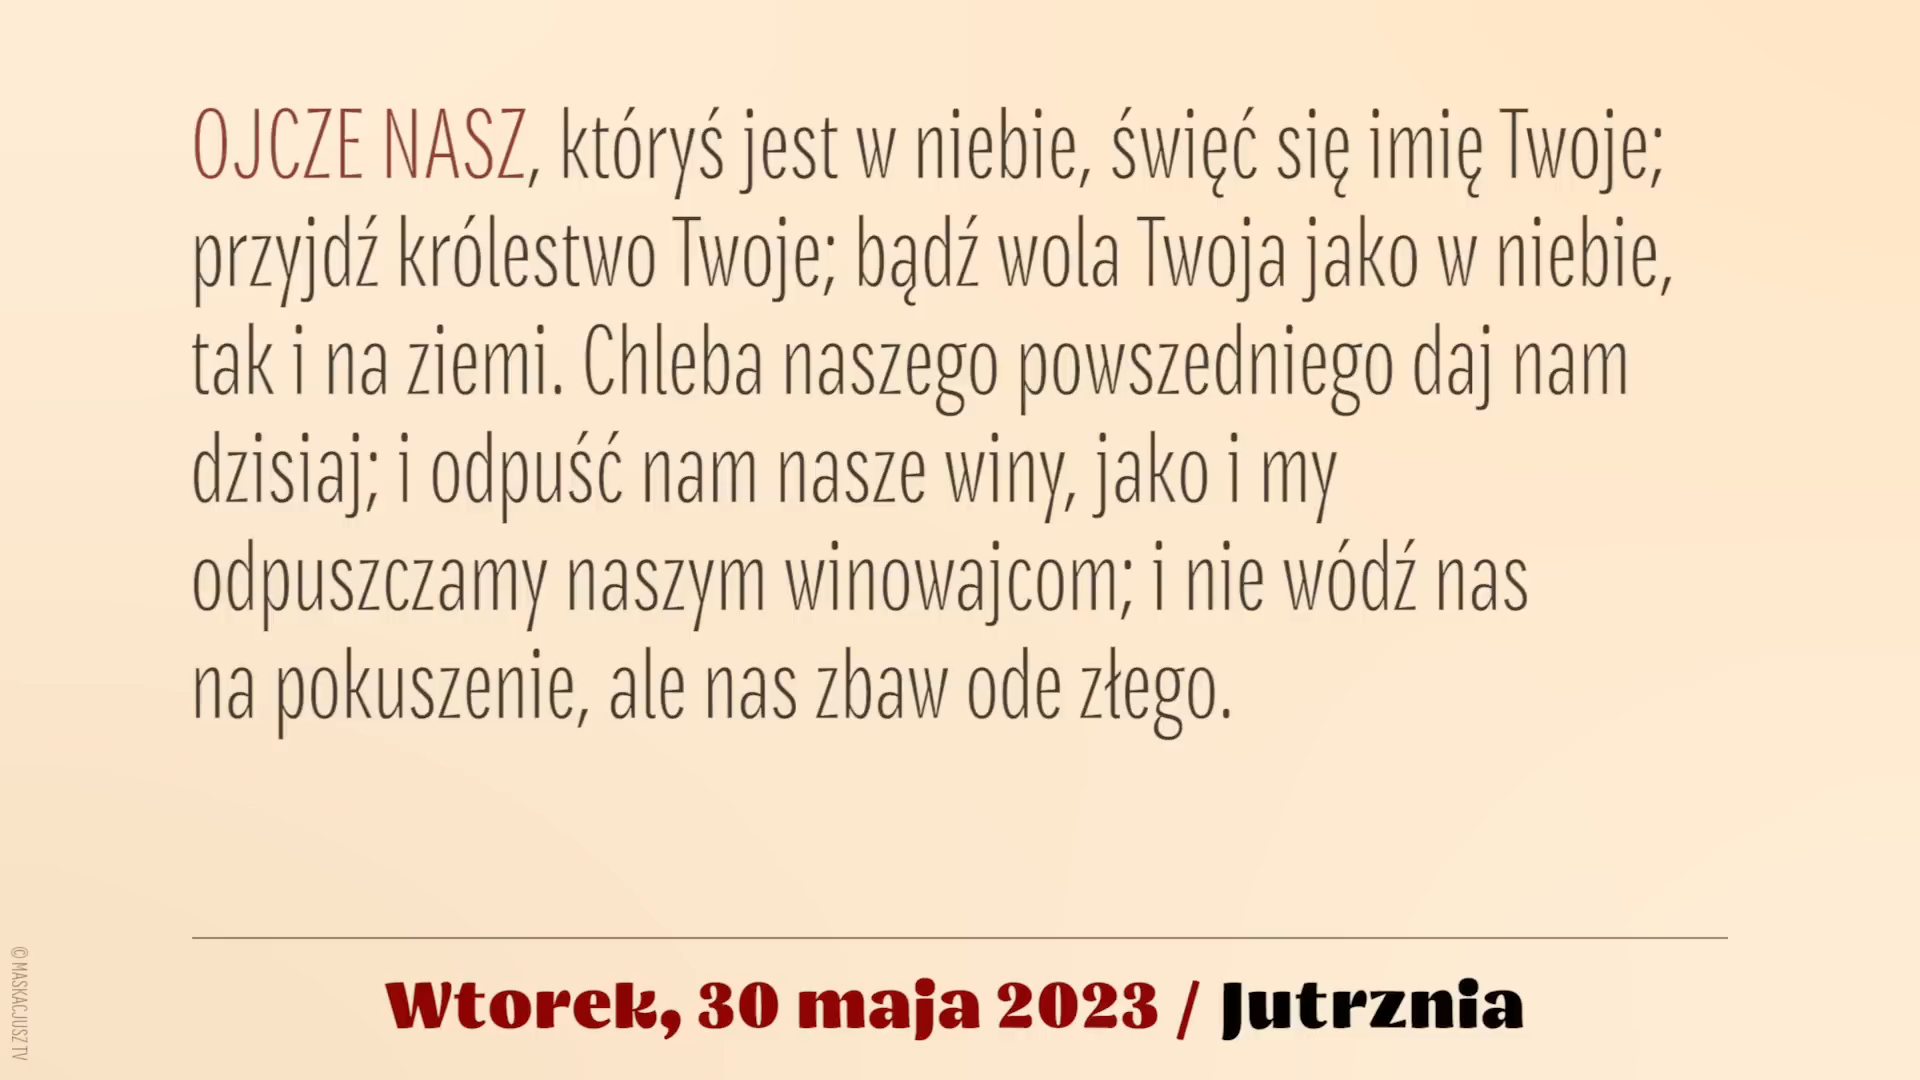 OJCZE NASZ, któryś jest w niebie, święć się imię Twoje;
przyjdź królestwo Twoje; bądź wola Twoja jako w niebie,
tak i na ziemi. Chleba naszego powszedniego daj nam
dzisiaj; i odpuść nam nasze winy, jako i my
odpuszczamy naszym winowajcom; i nie wódź nas
na pokuszenie, ale nas zbaw ode złego.
Wtorek, 30 maja 2023 / Jutrznia
© MASKACJUSZ TV